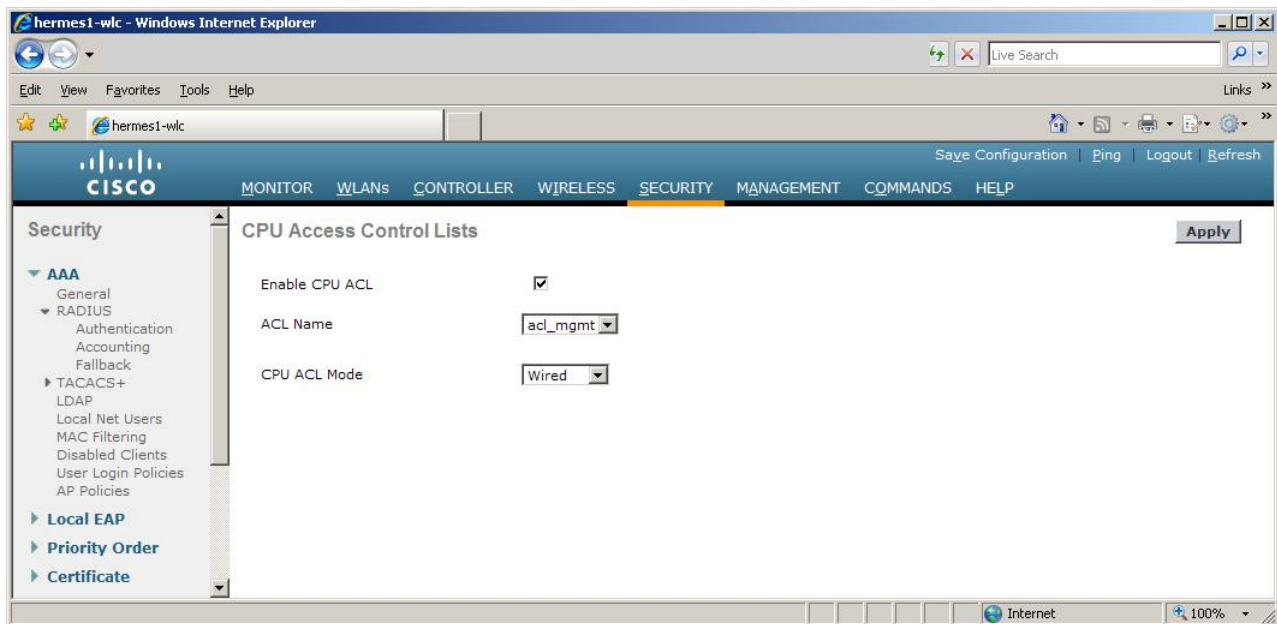 hermes1-wlc - Windows Internet Explorer
Live Search
Edit View Favorites Tools Help
Links »
hermes1-wlc
»
Save Configuration | Ping | Logout | Refresh
CISCO
MONITOR WLANs CONTROLLER WIRELESS SECURITY MANAGEMENT COMMANDS HELP
Security
AAA
General
RADIUS
Authentication
Accounting
Fallback
TACACS+
LDAP
Local Net Users
MAC Filtering
Disabled Clients
User Login Policies
AP Policies
Local EAP
Priority Order
Certificate
CPU Access Control Lists
Apply
Enable CPU ACL
ACL Name
acl_mgmt
CPU ACL Mode
Wired
Internet
100%